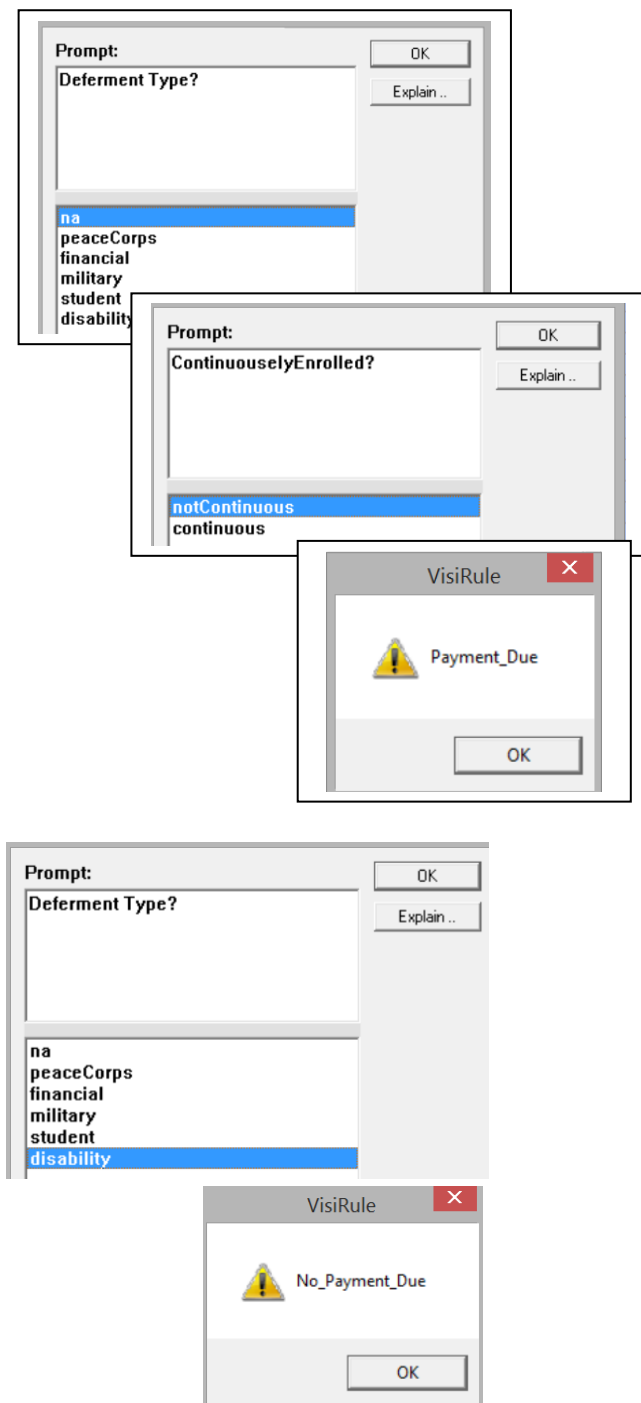 Prompt:
OK
Deferment Type?
Explain ..
na
peaceCorps
financial
military
student
disability
Prompt:
OK
ContinuouselyEnrolled?
Explain ..
notContinuous
continuous
VisiRule
Payment_Due
OK
Prompt:
OK
Deferment Type?
Explain ..
na
peaceCorps
financial
military
student
disability
VisiRule
No_Payment_Due
OK